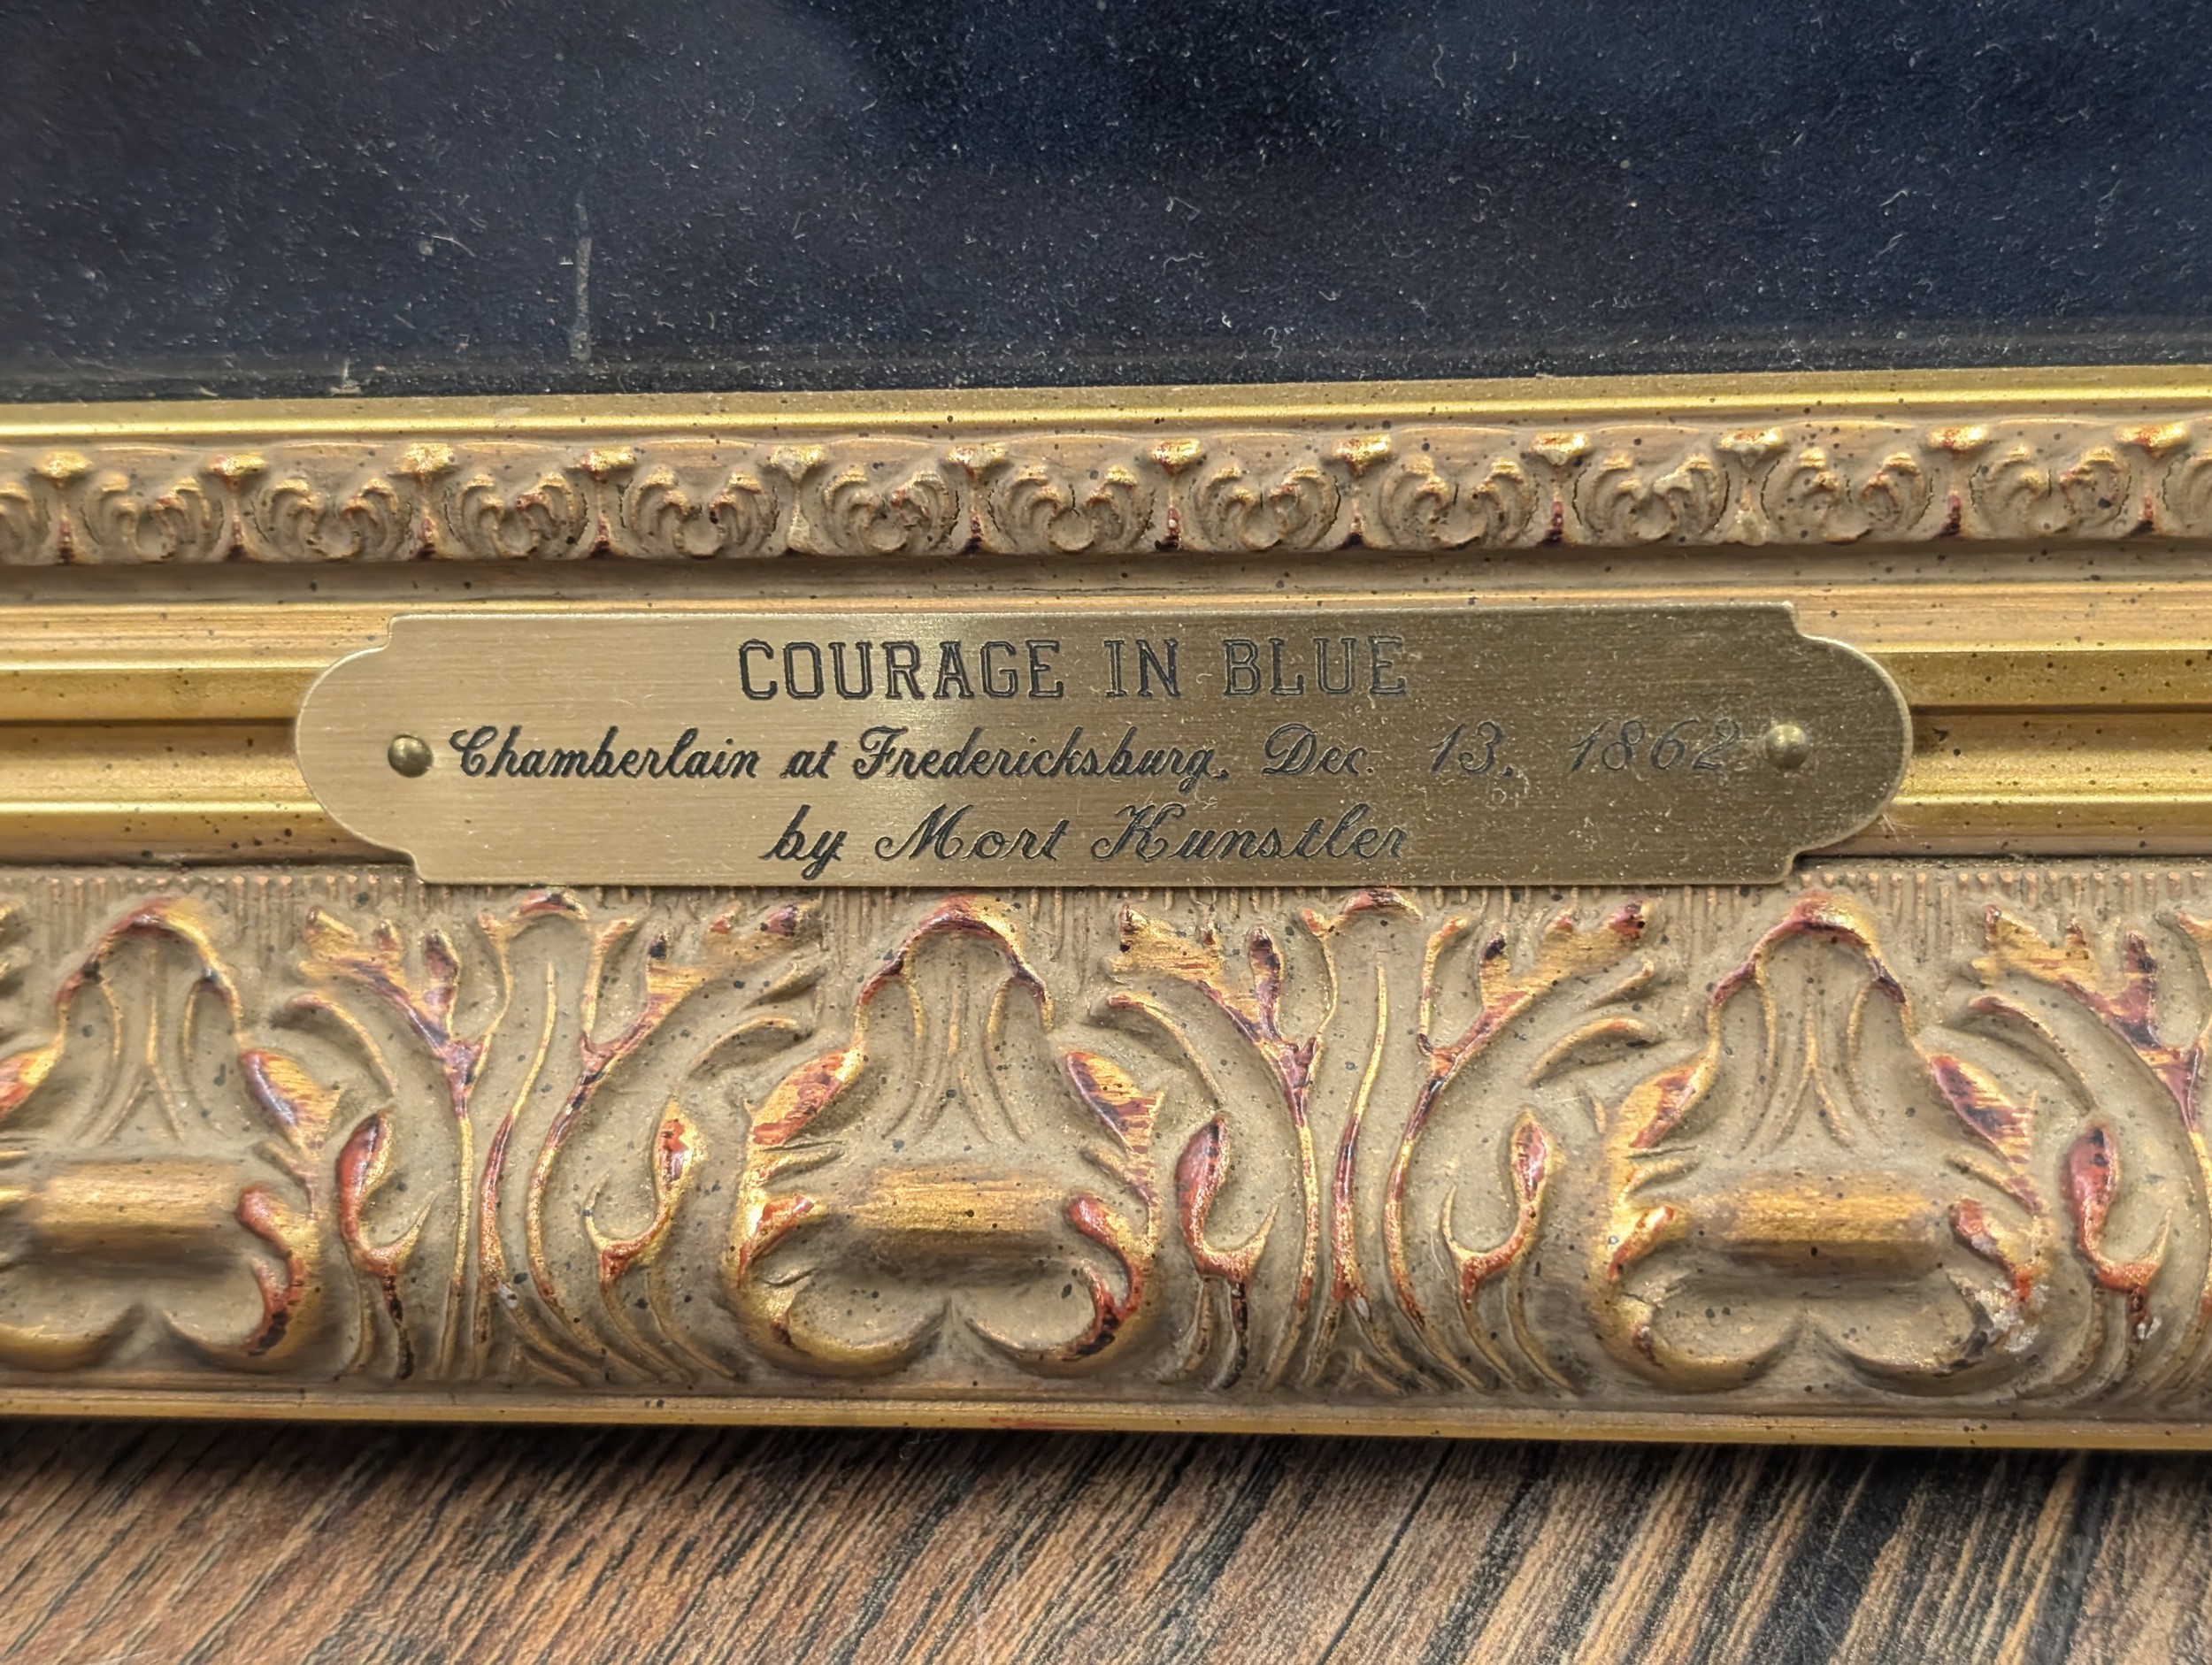 COURAGE IN BLUE
Chamberlain at Fredericksburg, Dec. 13, 1862
by Mort Kunstler